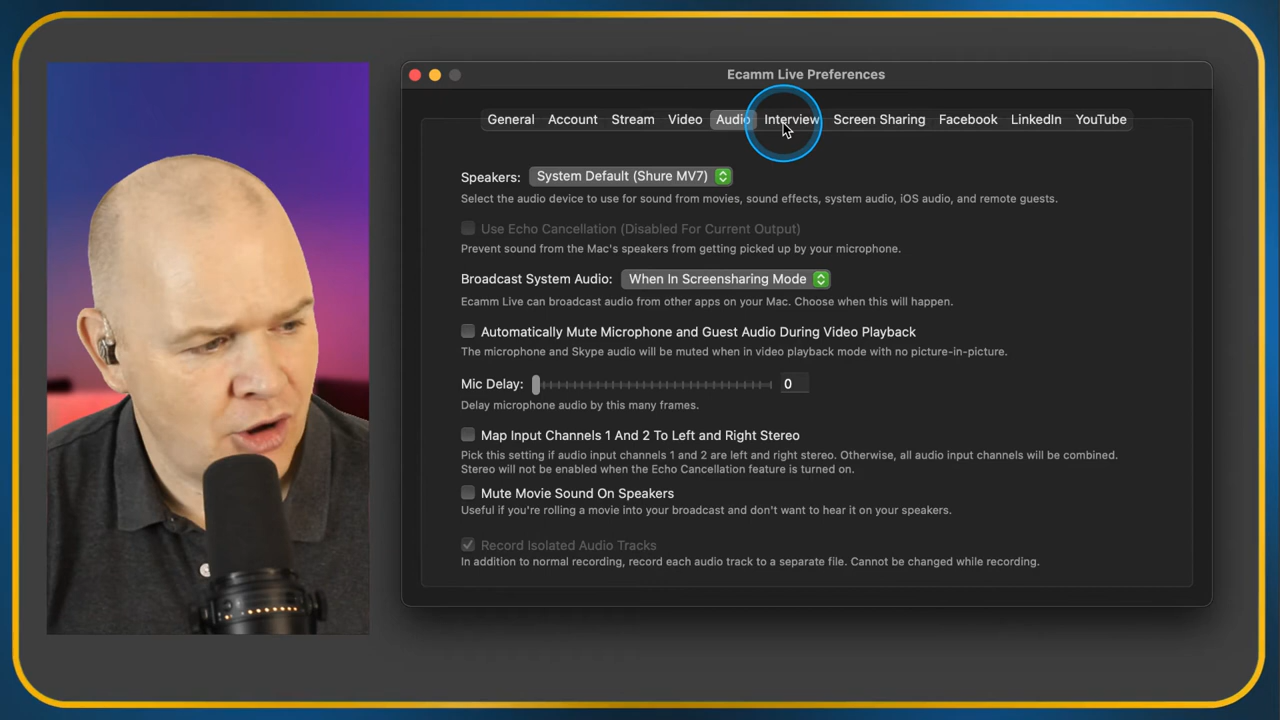 Ecamm Live Preferences
General Account Stream Video Audio Interview Screen Sharing Facebook LinkedIn YouTube
Speakers: System Default (Shure MV7)
Select the audio device to use for sound from movies, sound effects, system audio, iOS audio, and remote guests.
Use Echo Cancellation (Disabled For Current Output)
Prevent sound from the Mac's speakers from getting picked up by your microphone.
Broadcast System Audio: When In Screensharing Mode
Ecamm Live can broadcast audio from other apps on your Mac. Choose when this will happen.
Automatically Mute Microphone and Guest Audio During Video Playback
The microphone and Skype audio will be muted when in video playback mode with no picture-in-picture.
Mic Delay: 0
Delay microphone audio by this many frames.
Map Input Channels 1 And 2 To Left and Right Stereo
Pick this setting if audio input channels 1 and 2 are left and right stereo. Otherwise, all audio input channels will be combined.
Stereo will not be enabled when the Echo Cancellation feature is turned on.
Mute Movie Sound On Speakers
Useful if you're rolling a movie into your broadcast and don't want to hear it on your speakers.
Record Isolated Audio Tracks
In addition to normal recording, record each audio track to a separate file. Cannot be changed while recording.